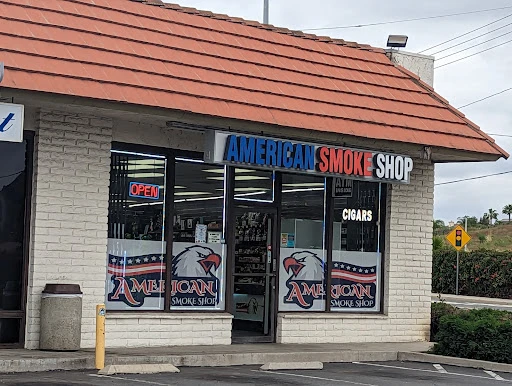 AMERICAN SMOKE SHOP
OPEN
ATM
CIGARS
AMERICAN
SMOKE SHOP
AMERICAN
SMOKE SHOP